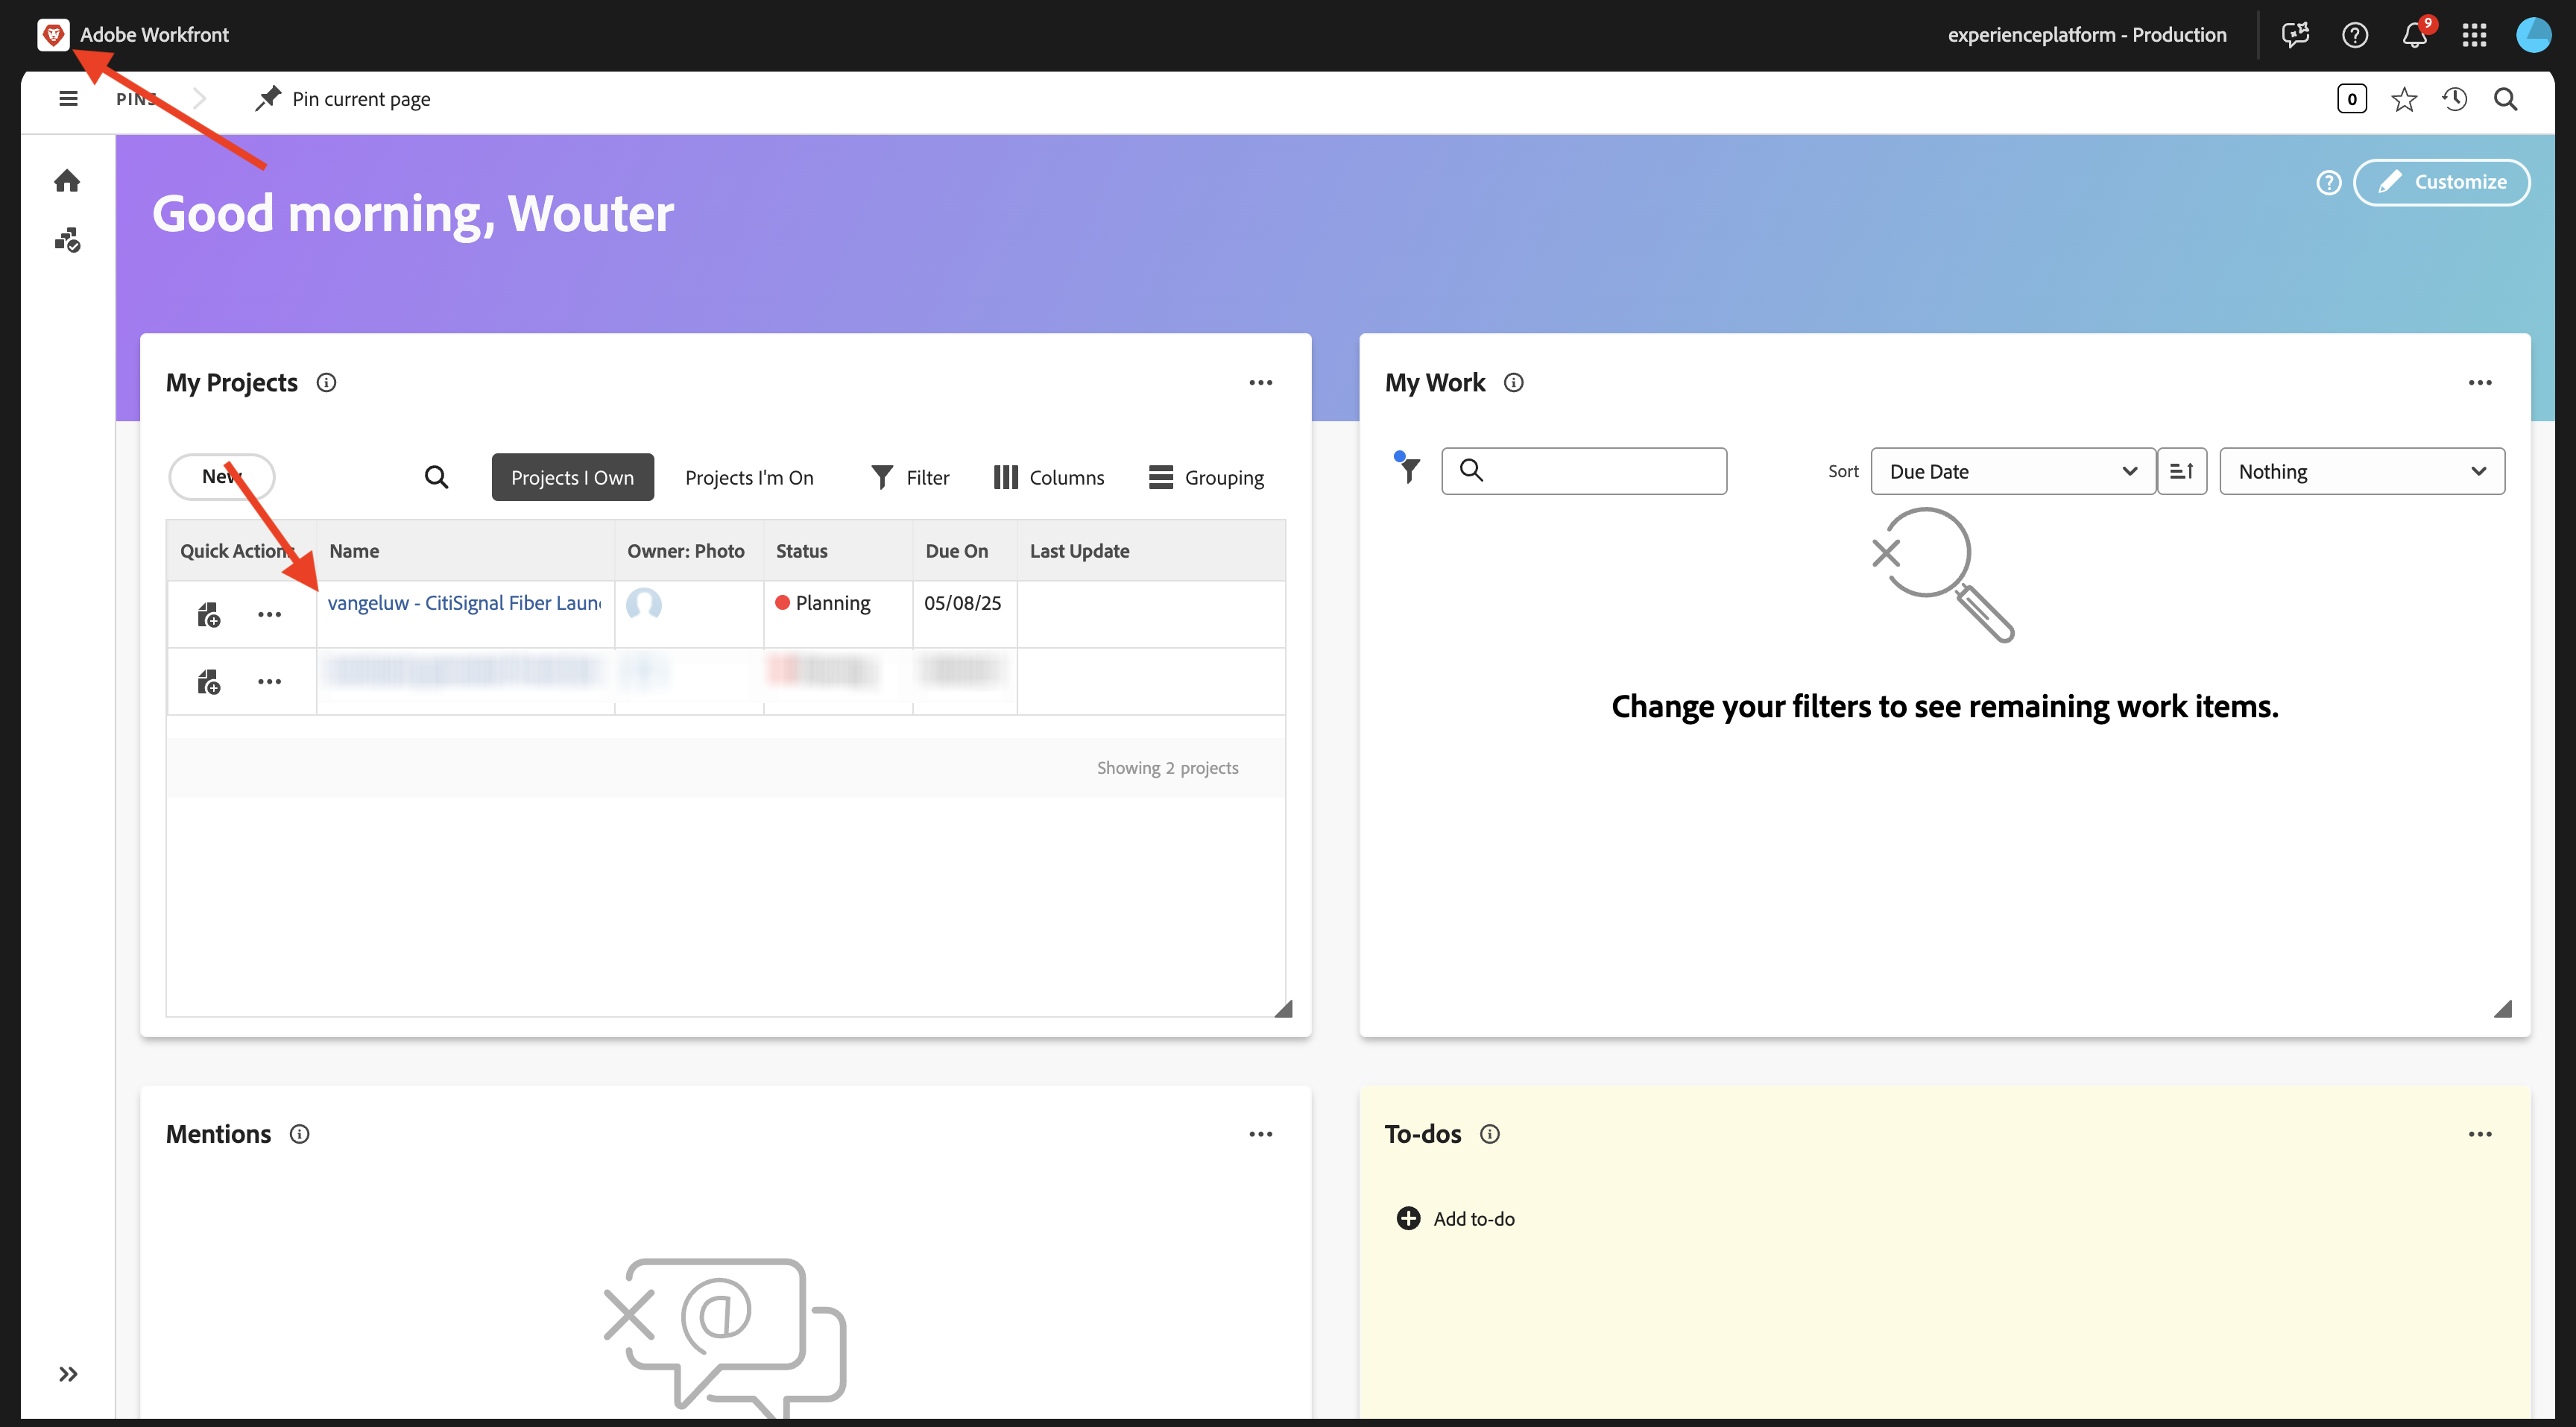 Adobe Workfront
experienceplatform - Production
9
PINS
Pin current page
0
Good morning, Wouter
Customize
My Projects
New
Projects I Own
Projects I'm On
Filter
Columns
Grouping
Quick Actions
Name
Owner: Photo
Status
Due On
Last Update
vangeluw - CitiSignal Fiber Laun
Planning
05/08/25
Showing 2 projects
My Work
Sort
Due Date
Nothing
Change your filters to see remaining work items.
Mentions
@
To-dos
Add to-do